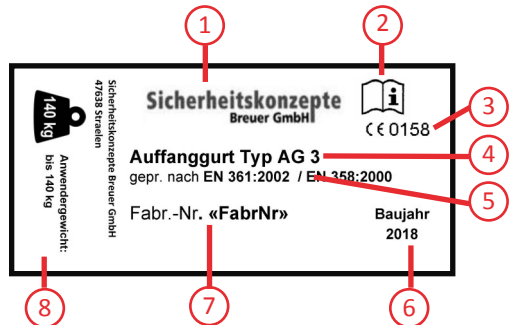 1
2
3
4
5
6
7
8
140 kg
Anwendergewicht:
bis 140 kg
Sicherheitskonzepte Breuer GmbH
47638 Straelen
Sicherheitskonzepte
Breuer GmbH
i
CE 0158
Auffanggurt Typ AG 3
gepr. nach EN 361:2002 / EN 358:2000
Fabr.-Nr. «FabrNr»
Baujahr
2018